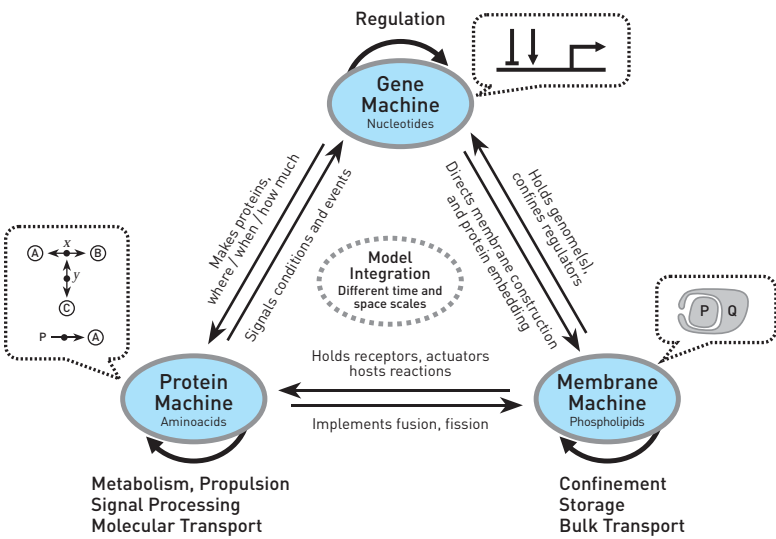 Regulation
Gene
Machine
Nucleotides
Makes proteins,
where / when / how much
Signals conditions and events
Directs membrane construction
and protein embedding
Holds genome(s),
confines regulators
Model
Integration
Different time and
space scales
x
A
B
y
C
P
A
P
Q
Holds receptors, actuators
hosts reactions
Implements fusion, fission
Protein
Machine
Aminoacids
Membrane
Machine
Phospholipids
Metabolism, Propulsion
Signal Processing
Molecular Transport
Confinement
Storage
Bulk Transport